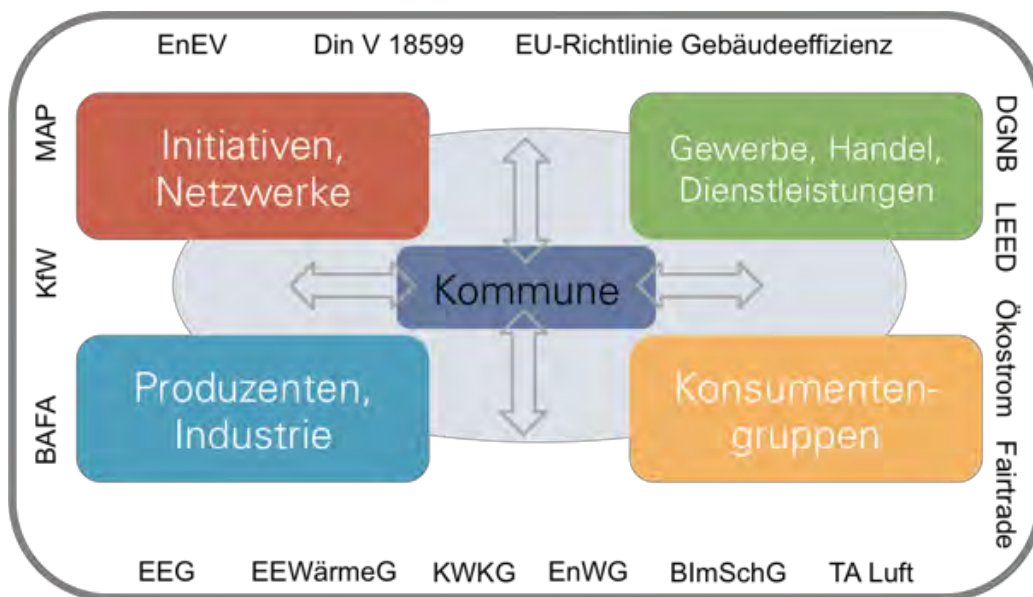 EnEV Din V 18599 EU-Richtlinie Gebäudeeffizienz
MAP
KfW
BAFA
Initiativen,
Netzwerke
Gewerbe, Handel,
Dienstleistungen
Kommune
Produzenten,
Industrie
Konsumenten-
gruppen
DGNB
LEED
Ökostrom
Fairtrade
EEG EEWärmeG KWKG EnWG BImSchG TA Luft